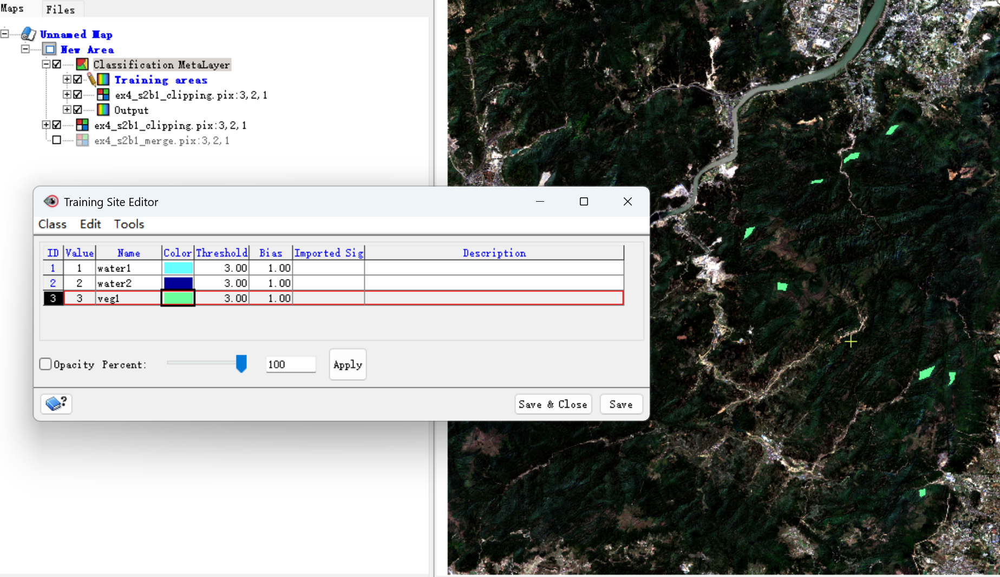 Maps Files
Unnamed Map
New Area
Classification MetaLayer
Training areas
ex4_s2b1_clipping.pix:3,2,1
Output
ex4_s2b1_clipping.pix:3,2,1
ex4_s2b1_merge.pix:3,2,1
Training Site Editor
Class Edit Tools
ID Value Name Color Threshold Bias Imported Sig Description
1 1 water1 3.00 1.00
2 2 water2 3.00 1.00
3 3 veg1 3.00 1.00
Opacity Percent: 100 Apply
? Save & Close Save